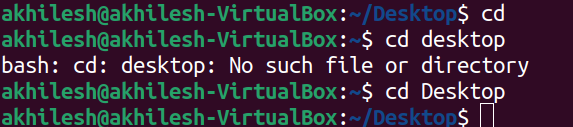 akhilesh@akhilesh-VirtualBox:~/Desktop$ cd
akhilesh@akhilesh-VirtualBox:~$ cd desktop
bash: cd: desktop: No such file or directory
akhilesh@akhilesh-VirtualBox:~$ cd Desktop
akhilesh@akhilesh-VirtualBox:~/Desktop$